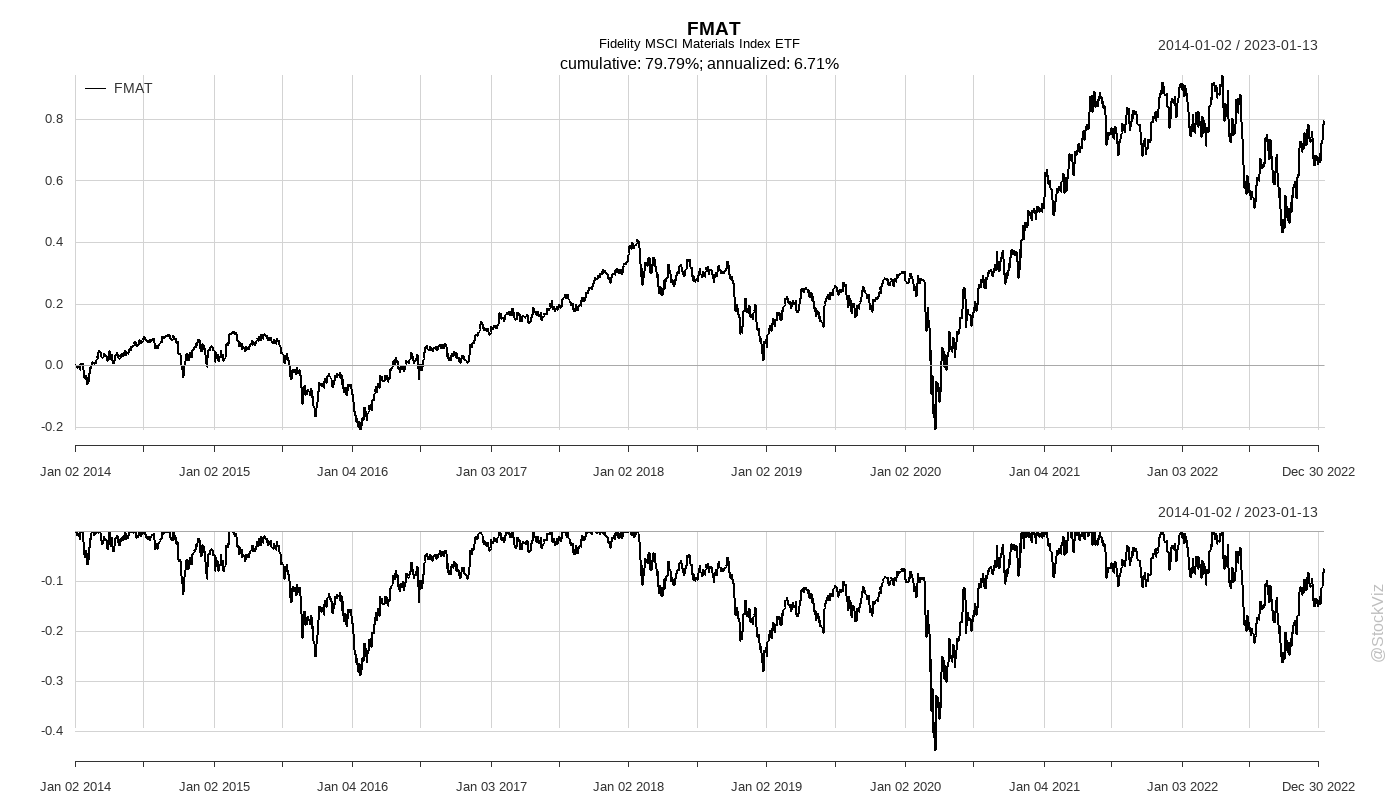 FMAT
Fidelity MSCI Materials Index ETF
cumulative: 79.79%; annualized: 6.71%
2014-01-02 / 2023-01-13
FMAT
0.8
0.6
0.4
0.2
0.0
-0.2
Jan 02 2014 Jan 02 2015 Jan 04 2016 Jan 03 2017 Jan 02 2018 Jan 02 2019 Jan 02 2020 Jan 04 2021 Jan 03 2022 Dec 30 2022
2014-01-02 / 2023-01-13
-0.1
-0.2
-0.3
-0.4
Jan 02 2014 Jan 02 2015 Jan 04 2016 Jan 03 2017 Jan 02 2018 Jan 02 2019 Jan 02 2020 Jan 04 2021 Jan 03 2022 Dec 30 2022
@StockViz